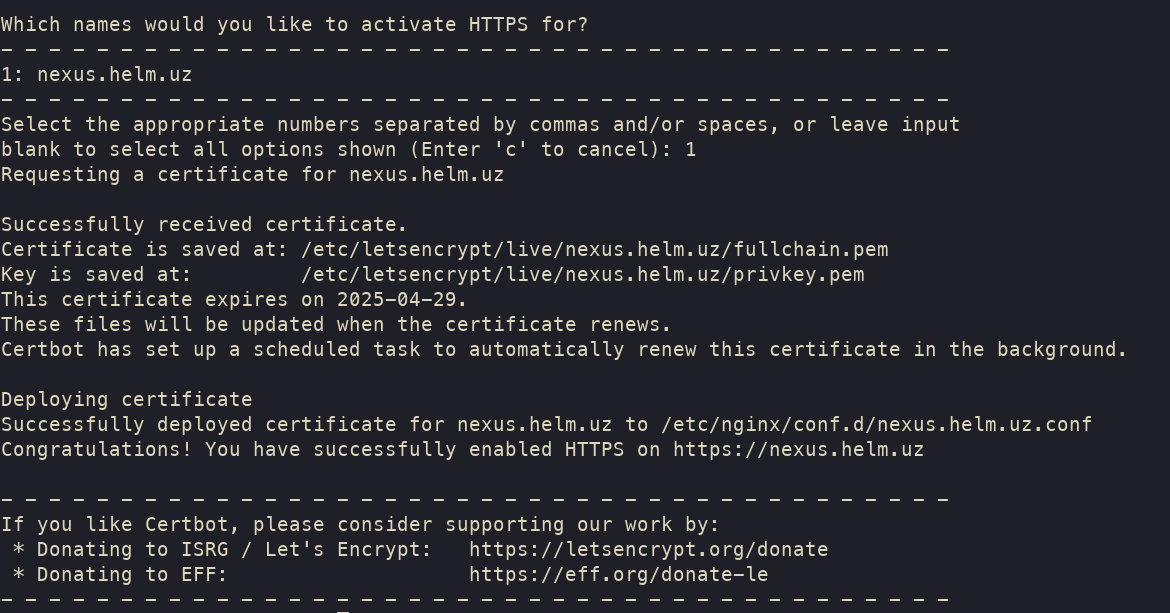 Which names would you like to activate HTTPS for?
- - - - - - - - - - - - - - - - - - - - - - - - - - - - - - - - - - - - - - - -
1: nexus.helm.uz
- - - - - - - - - - - - - - - - - - - - - - - - - - - - - - - - - - - - - - - -
Select the appropriate numbers separated by commas and/or spaces, or leave input
blank to select all options shown (Enter 'c' to cancel): 1
Requesting a certificate for nexus.helm.uz

Successfully received certificate.
Certificate is saved at: /etc/letsencrypt/live/nexus.helm.uz/fullchain.pem
Key is saved at:         /etc/letsencrypt/live/nexus.helm.uz/privkey.pem
This certificate expires on 2025-04-29.
These files will be updated when the certificate renews.
Certbot has set up a scheduled task to automatically renew this certificate in the background.

Deploying certificate
Successfully deployed certificate for nexus.helm.uz to /etc/nginx/conf.d/nexus.helm.uz.conf
Congratulations! You have successfully enabled HTTPS on https://nexus.helm.uz

- - - - - - - - - - - - - - - - - - - - - - - - - - - - - - - - - - - - - - - -
If you like Certbot, please consider supporting our work by:
 * Donating to ISRG / Let's Encrypt:   https://letsencrypt.org/donate
 * Donating to EFF:                    https://eff.org/donate-le
- - - - - - - - - - - - - - - - - - - - - - - - - - - - - - - - - - - - - - - -